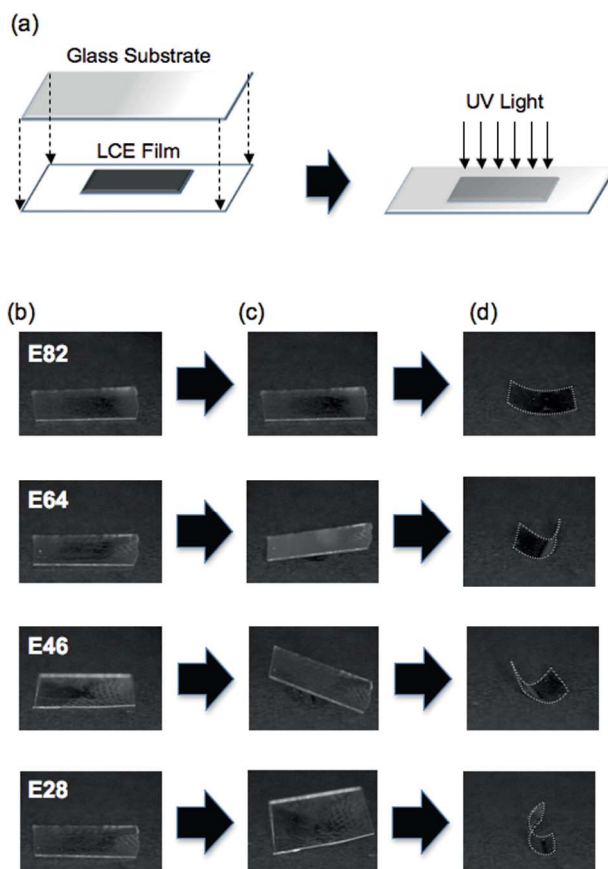 (a)
Glass Substrate
LCE Film
UV Light
(b)
(c)
(d)
E82
E64
E46
E28